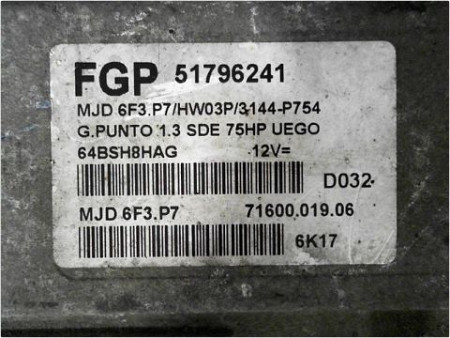 FGP 51796241
MJD 6F3.P7/HW03P/3144-P754
G.PUNTO 1.3 SDE 75HP UEGO
64BSH8HAG 12V=
D032
MJD 6F3.P7 71600.019.06
6K17